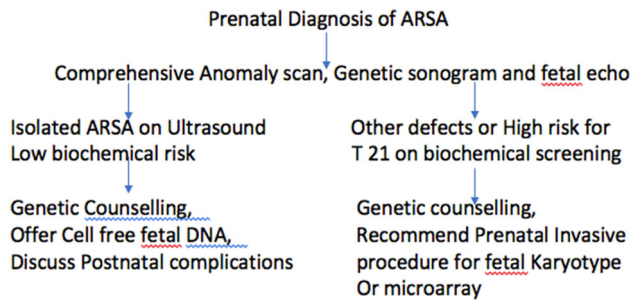 Prenatal Diagnosis of ARSA
Comprehensive Anomaly scan, Genetic sonogram and fetal echo
Isolated ARSA on Ultrasound
Low biochemical risk
Other defects or High risk for
T 21 on biochemical screening
Genetic Counselling,
Offer Cell free fetal DNA,
Discuss Postnatal complications
Genetic counselling,
Recommend Prenatal Invasive
procedure for fetal Karyotype
Or microarray